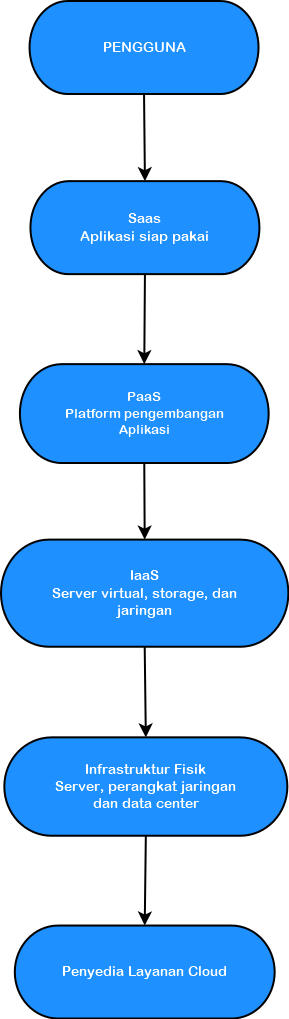 PENGGUNA
Saas
Aplikasi siap pakai
PaaS
Platform pengembangan
Aplikasi
IaaS
Server virtual, storage, dan
jaringan
Infrastruktur Fisik
Server, perangkat jaringan
dan data center
Penyedia Layanan Cloud